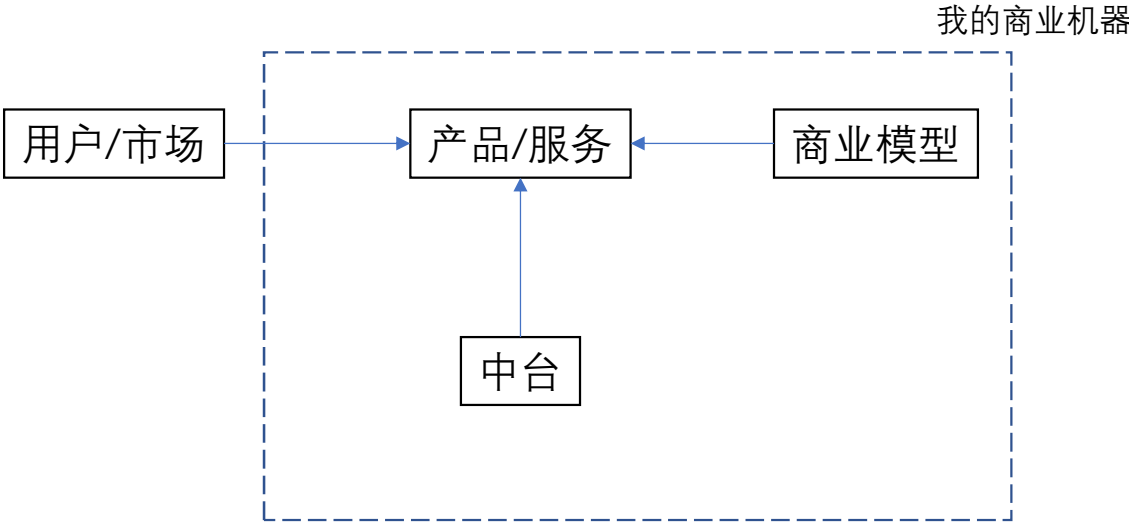 我的商业机器
用户/市场
产品/服务
商业模型
中台